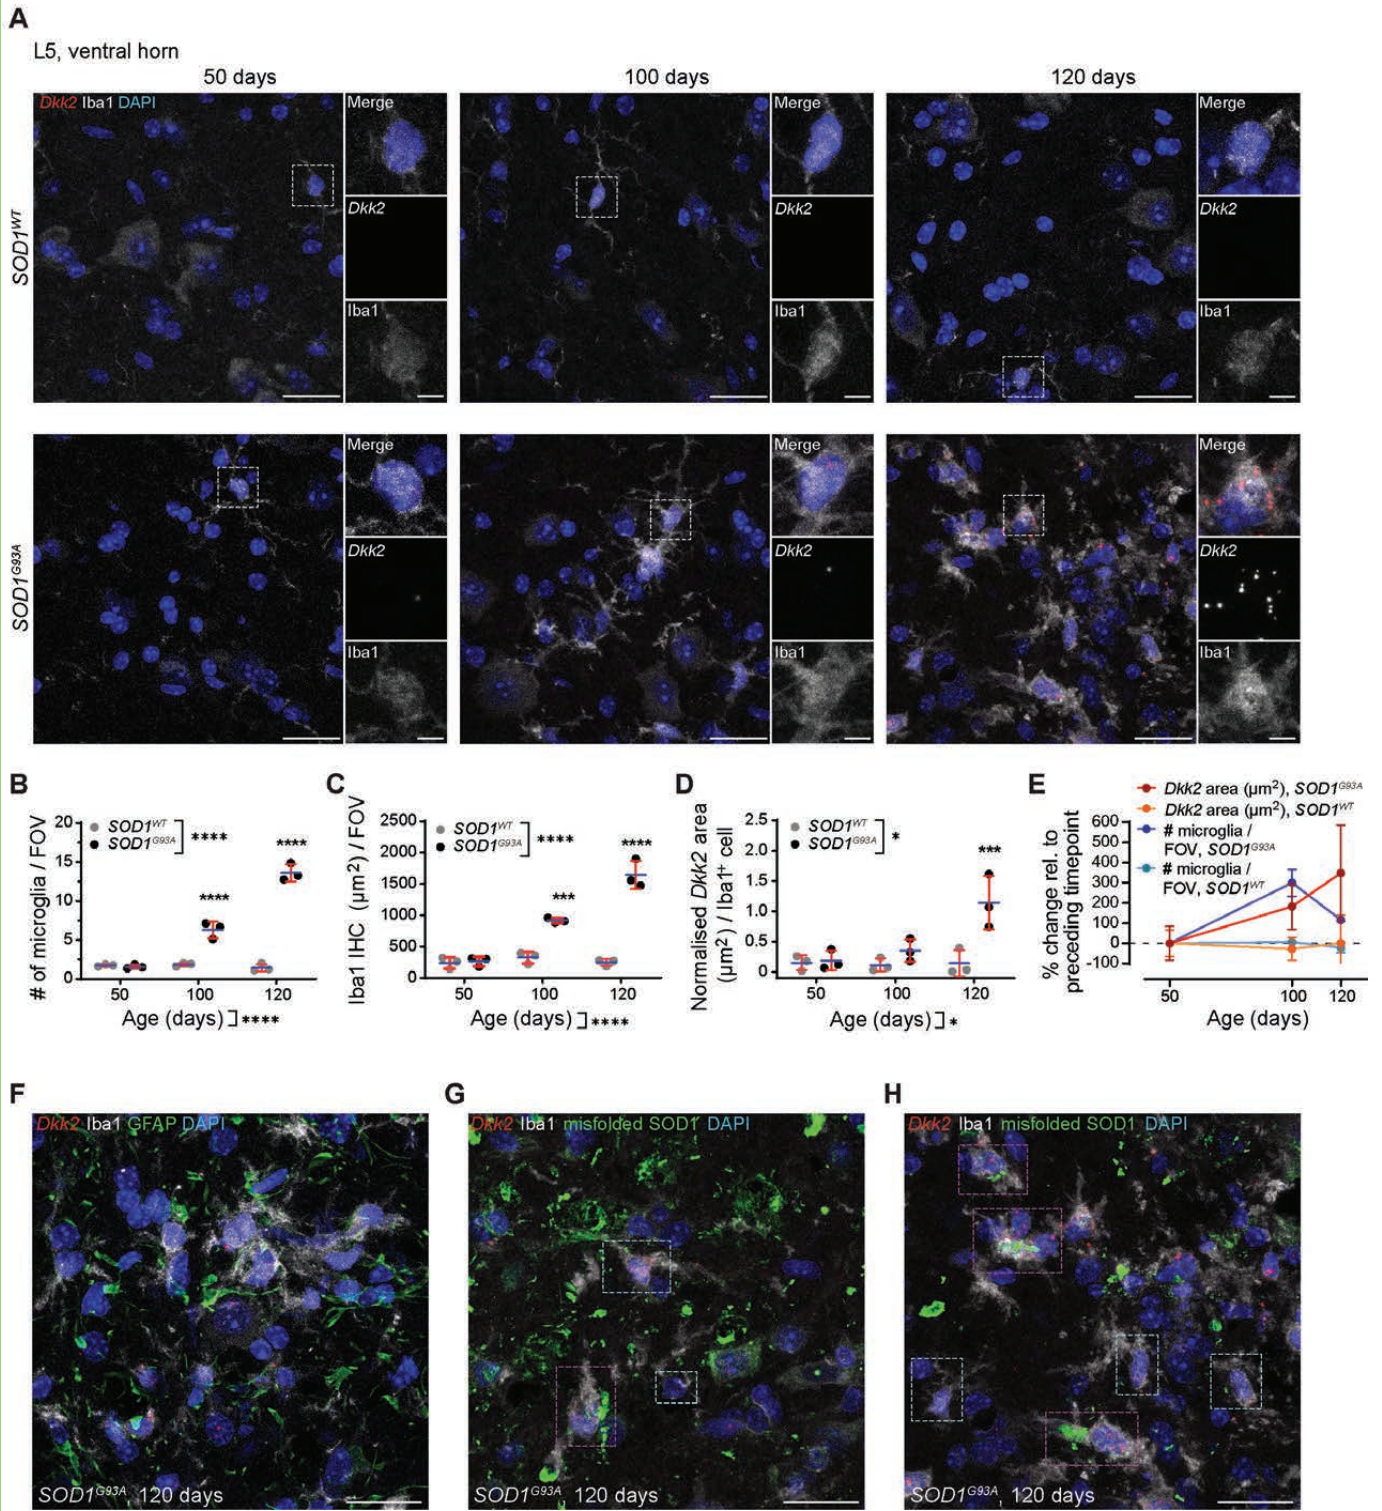 A
L5, ventral horn
50 days
100 days
120 days
SOD1WT
Dkk2 Iba1 DAPI
Merge
Dkk2
Iba1
Merge
Dkk2
Iba1
Merge
Dkk2
Iba1
SOD1G93A
Merge
Dkk2
Iba1
Merge
Dkk2
Iba1
Merge
Dkk2
Iba1
B
# of microglia / FOV
20
15
10
5
0
SOD1WT
SOD1G93A
****
****
****
50
100
120
Age (days) ****
C
Iba1 IHC (µm2) / FOV
2500
2000
1500
1000
500
0
SOD1WT
SOD1G93A
****
***
****
50
100
120
Age (days) ****
D
Normalised Dkk2 area
(µm2) / Iba1+ cell
2.5
2.0
1.5
1.0
0.5
0
SOD1WT
SOD1G93A
*
***
50
100
120
Age (days) *
E
Dkk2 area (µm2), SOD1G93A
Dkk2 area (µm2), SOD1WT
# microglia /
FOV, SOD1G93A
# microglia /
FOV, SOD1WT
% change rel. to
preceding timepoint
600
500
400
300
200
100
0
-100
50
100
120
Age (days)
F
Dkk2 Iba1 GFAP DAPI
SOD1G93A 120 days
G
Dkk2 Iba1 misfolded SOD1 DAPI
SOD1G93A 120 days
H
Dkk2 Iba1 misfolded SOD1 DAPI
SOD1G93A 120 days